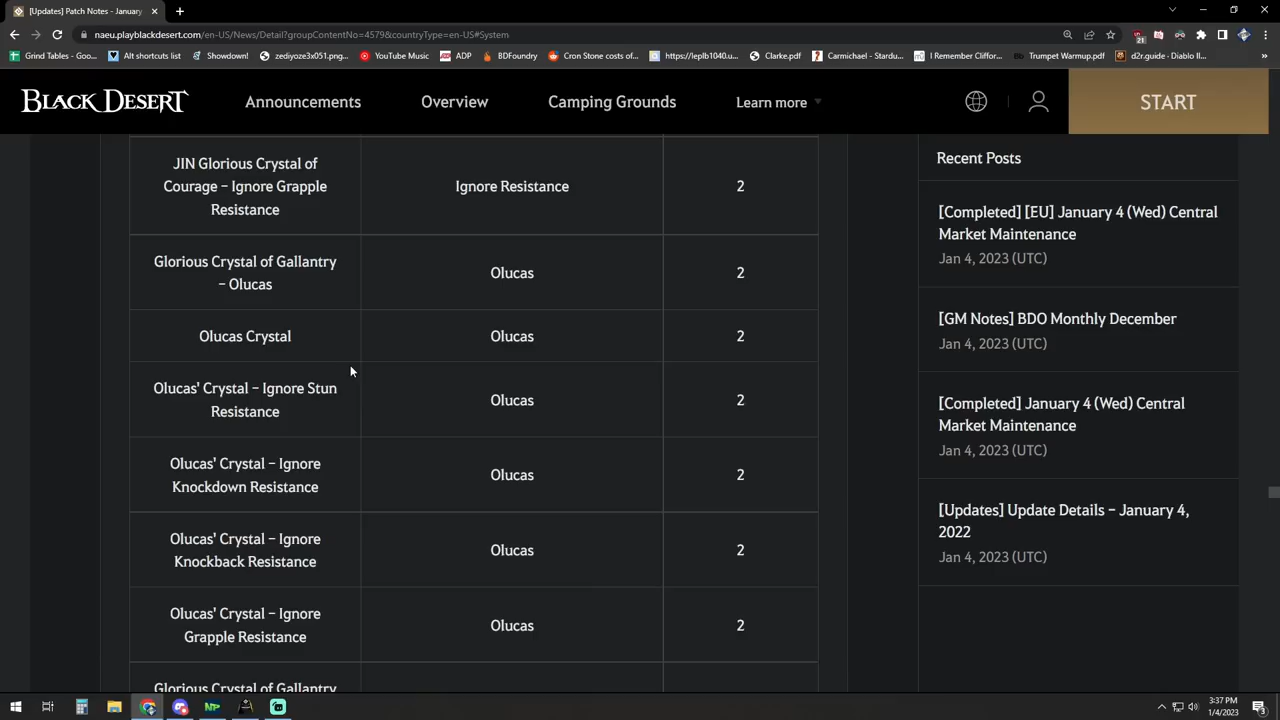 [Updates] Patch Notes - January
naeu.playblackdesert.com/en-US/News/Detail?groupContentNo=4579&countryType=en-US#System
21
Grind Tables - Goo...
Alt shortcuts list
Showdown!
zediyoze3x051.png...
YouTube Music
ADP
BDFoundry
Cron Stone costs of...
https://leplb1040.u...
Clarke.pdf
Carmichael - Stardu...
I Remember Clifford...
Trumpet Warmup.pdf
d2r.guide - Diablo II...
BLACK DESERT
Announcements
Overview
Camping Grounds
Learn more
START
JIN Glorious Crystal of
Courage – Ignore Grapple
Resistance
Ignore Resistance
2
Glorious Crystal of Gallantry
– Olucas
Olucas
2
Olucas Crystal
Olucas
2
Olucas' Crystal – Ignore Stun
Resistance
Olucas
2
Olucas' Crystal – Ignore
Knockdown Resistance
Olucas
2
Olucas' Crystal – Ignore
Knockback Resistance
Olucas
2
Olucas' Crystal – Ignore
Grapple Resistance
Olucas
2
Glorious Crystal of Gallantry
Recent Posts
[Completed] [EU] January 4 (Wed) Central
Market Maintenance
Jan 4, 2023 (UTC)
[GM Notes] BDO Monthly December
Jan 4, 2023 (UTC)
[Completed] January 4 (Wed) Central
Market Maintenance
Jan 4, 2023 (UTC)
[Updates] Update Details – January 4,
2022
Jan 4, 2023 (UTC)
3:37 PM
1/4/2023
3